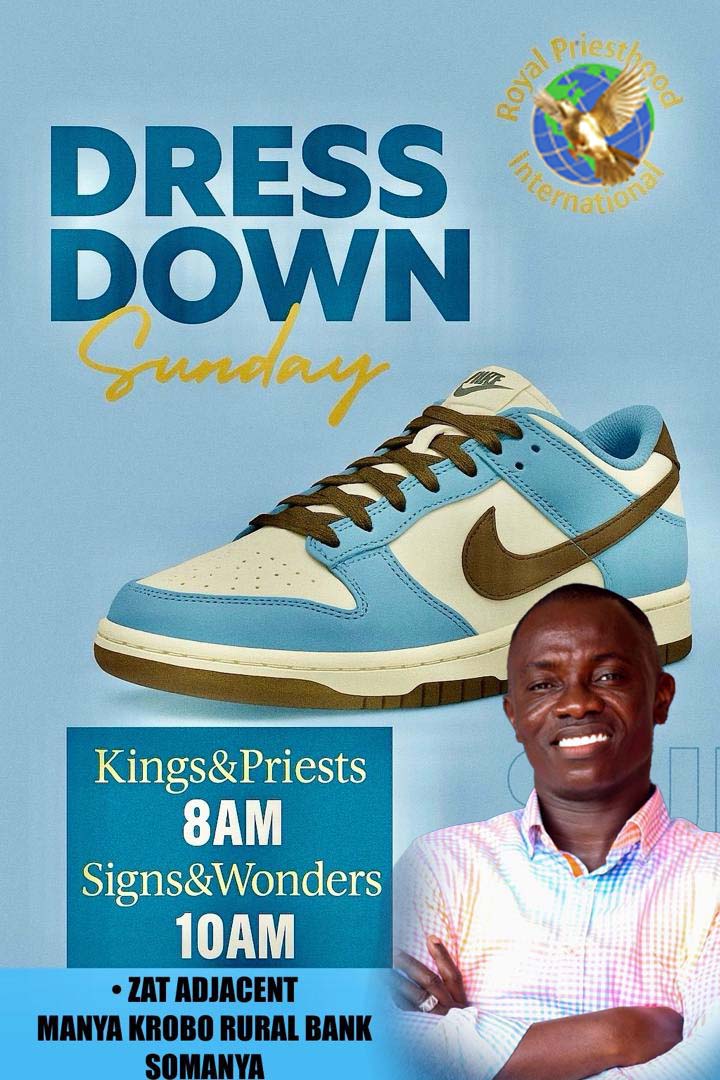 Royal Priesthood
International
DRESS
DOWN
Sunday
NIKE
Kings&Priests
8AM
Signs&Wonders
10AM
• ZAT ADJACENT
MANYA KROBO RURAL BANK
SOMANYA